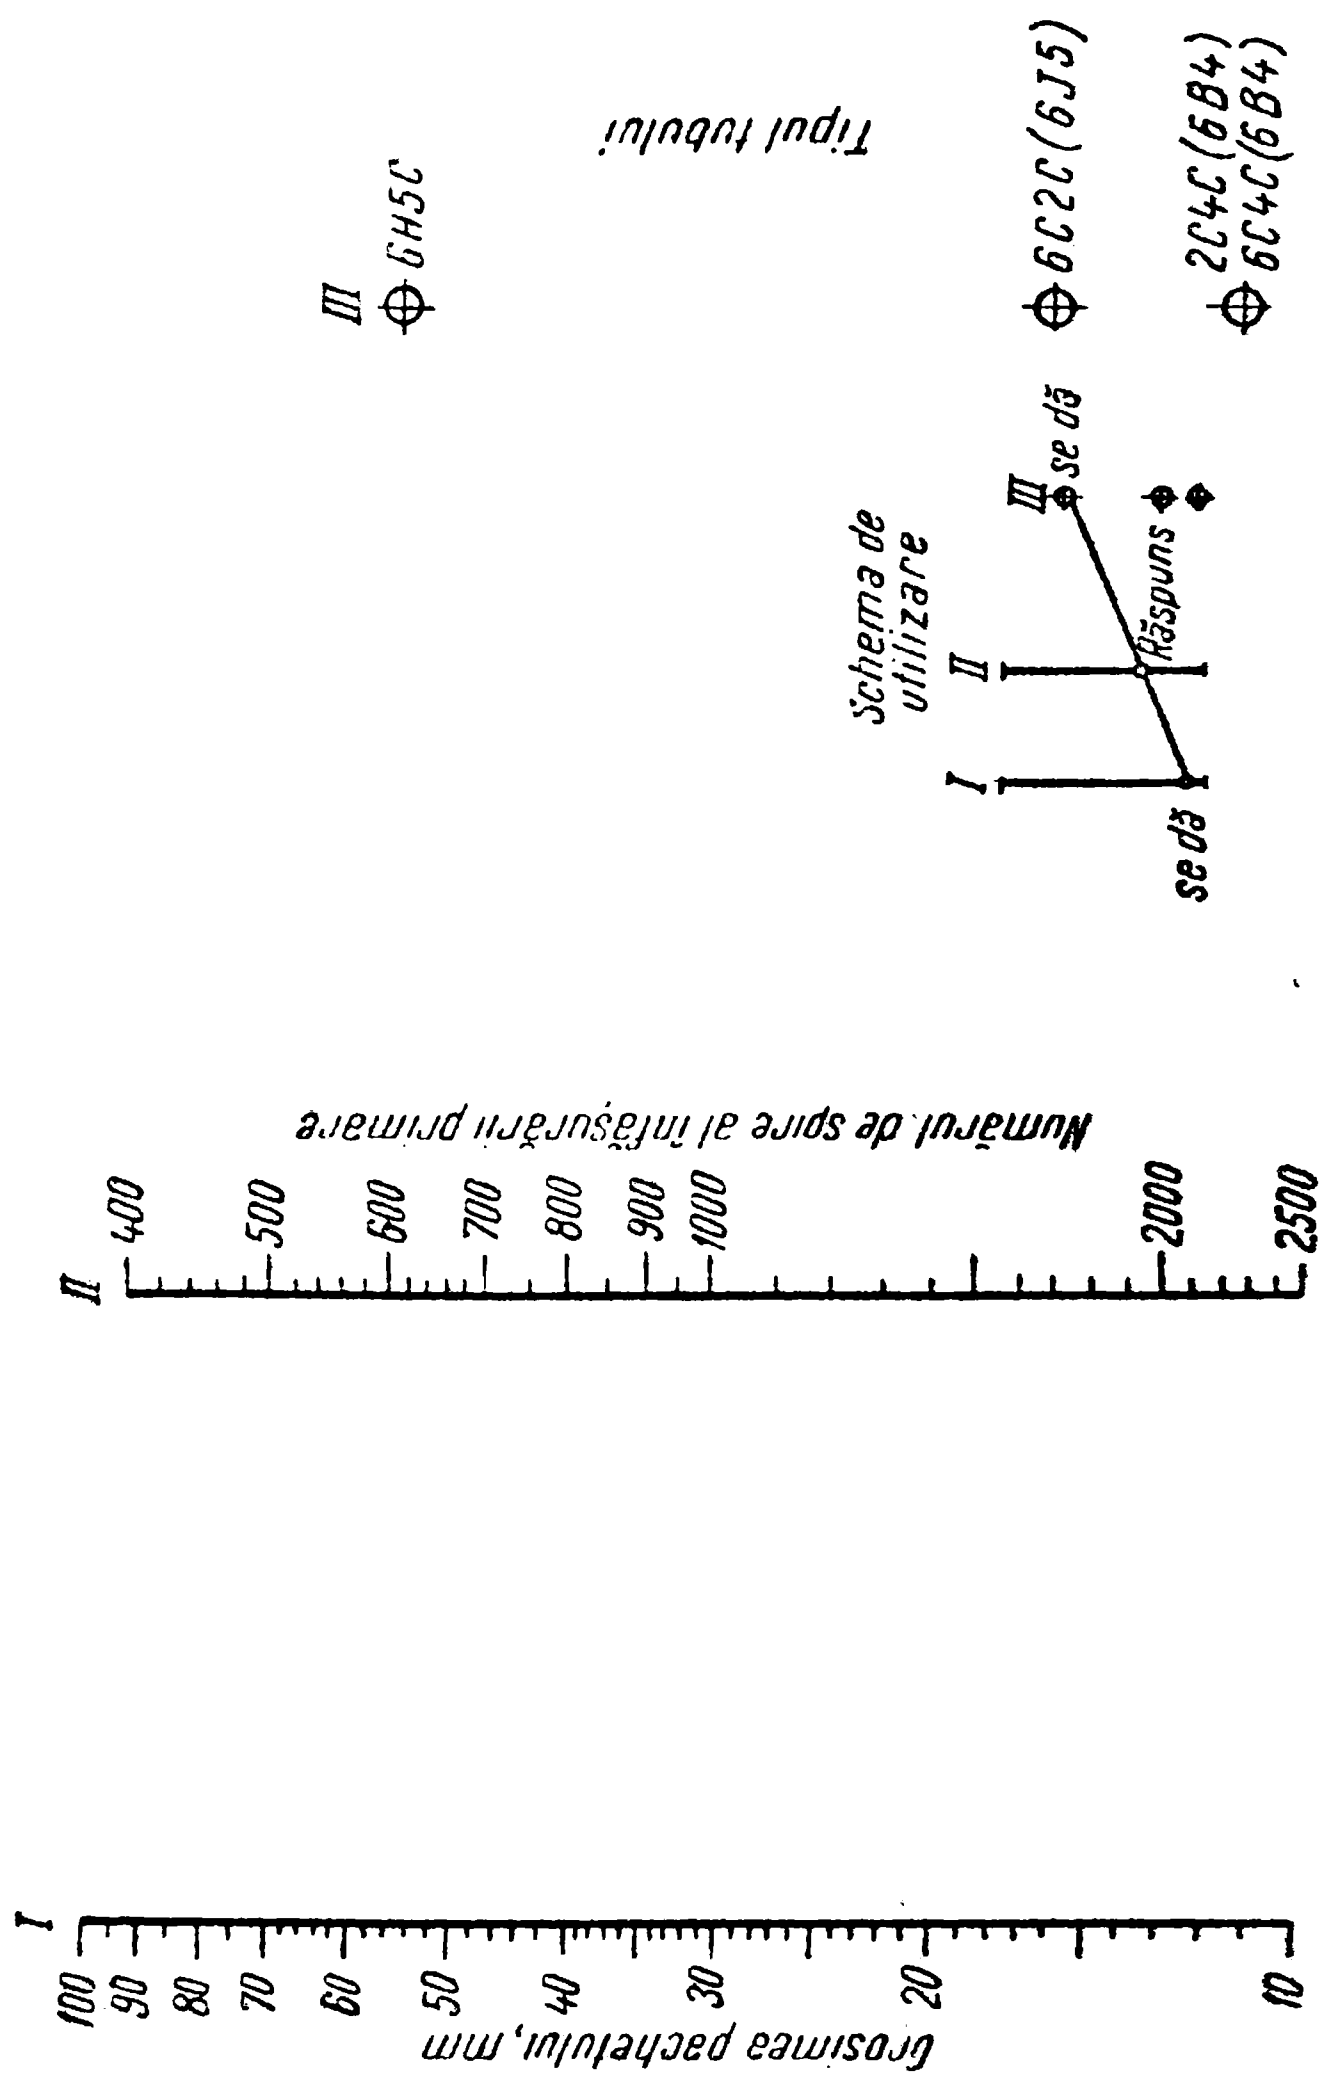 I
100
90
80
70
60
50
40
30
20
10
Grosimea pachetului, mm
II
400
500
600
700
800
900
1000
2000
2500
Numărul de spire al înfășurării primare
Schema de
utilizare
I
II
III
se dă
Răspuns
se dă
III
6H5C
6C2C(6J5)
2C4C(6B4)
6C4C(6B4)
Tipul tubului